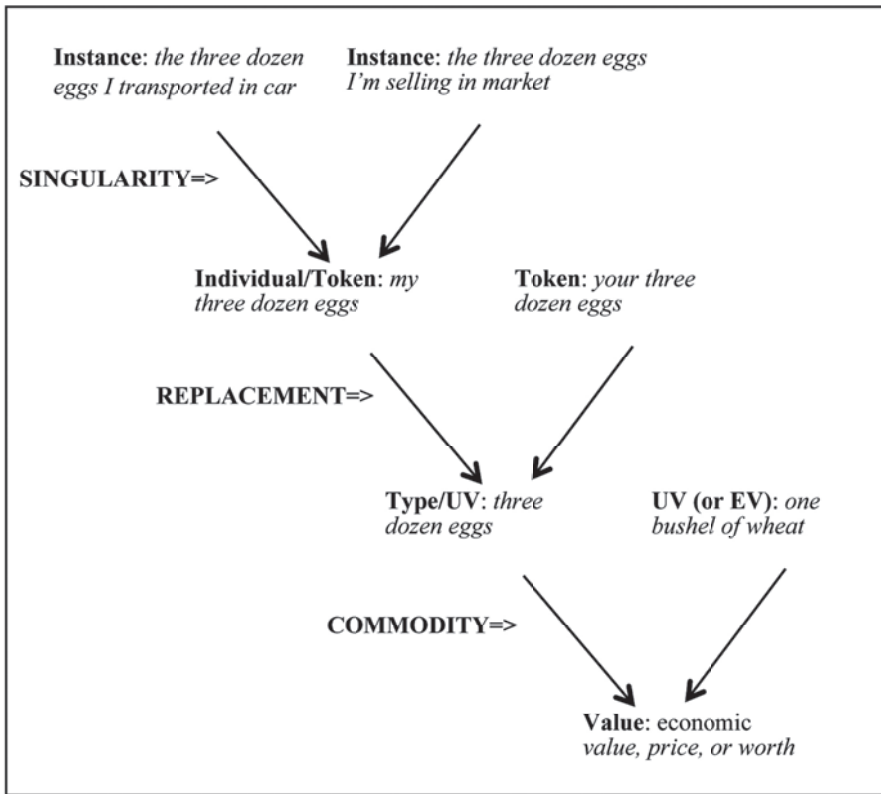 Instance: the three dozen
eggs I transported in car
Instance: the three dozen eggs
I'm selling in market
SINGULARITY=>
Individual/Token: my
three dozen eggs
Token: your three
dozen eggs
REPLACEMENT=>
Type/UV: three
dozen eggs
UV (or EV): one
bushel of wheat
COMMODITY=>
Value: economic
value, price, or worth